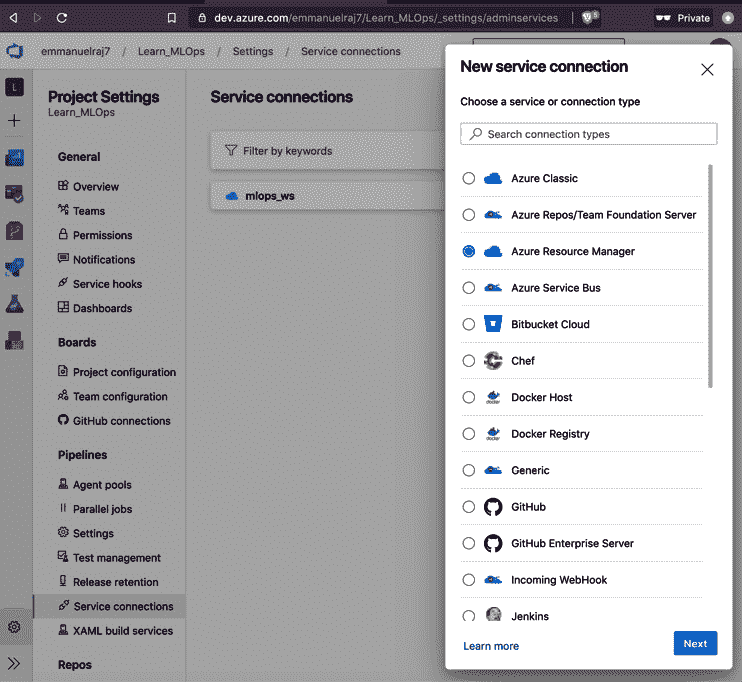 dev.azure.com/emmanuelraj7/Learn_MLOps/_settings/adminservices
Private
emmanuelraj7 / Learn_MLOps / Settings / Service connections
L
Project Settings
Learn_MLOps
General
Overview
Teams
Permissions
Notifications
Service hooks
Dashboards
Boards
Project configuration
Team configuration
GitHub connections
Pipelines
Agent pools
Parallel jobs
Settings
Test management
Release retention
Service connections
XAML build services
Repos
Service connections
Filter by keywords
mlops_ws
New service connection
Choose a service or connection type
Search connection types
Azure Classic
Azure Repos/Team Foundation Server
Azure Resource Manager
Azure Service Bus
Bitbucket Cloud
Chef
Docker Host
docker
Docker Registry
docker
Generic
GitHub
GitHub Enterprise Server
Incoming WebHook
Jenkins
Learn more
Next